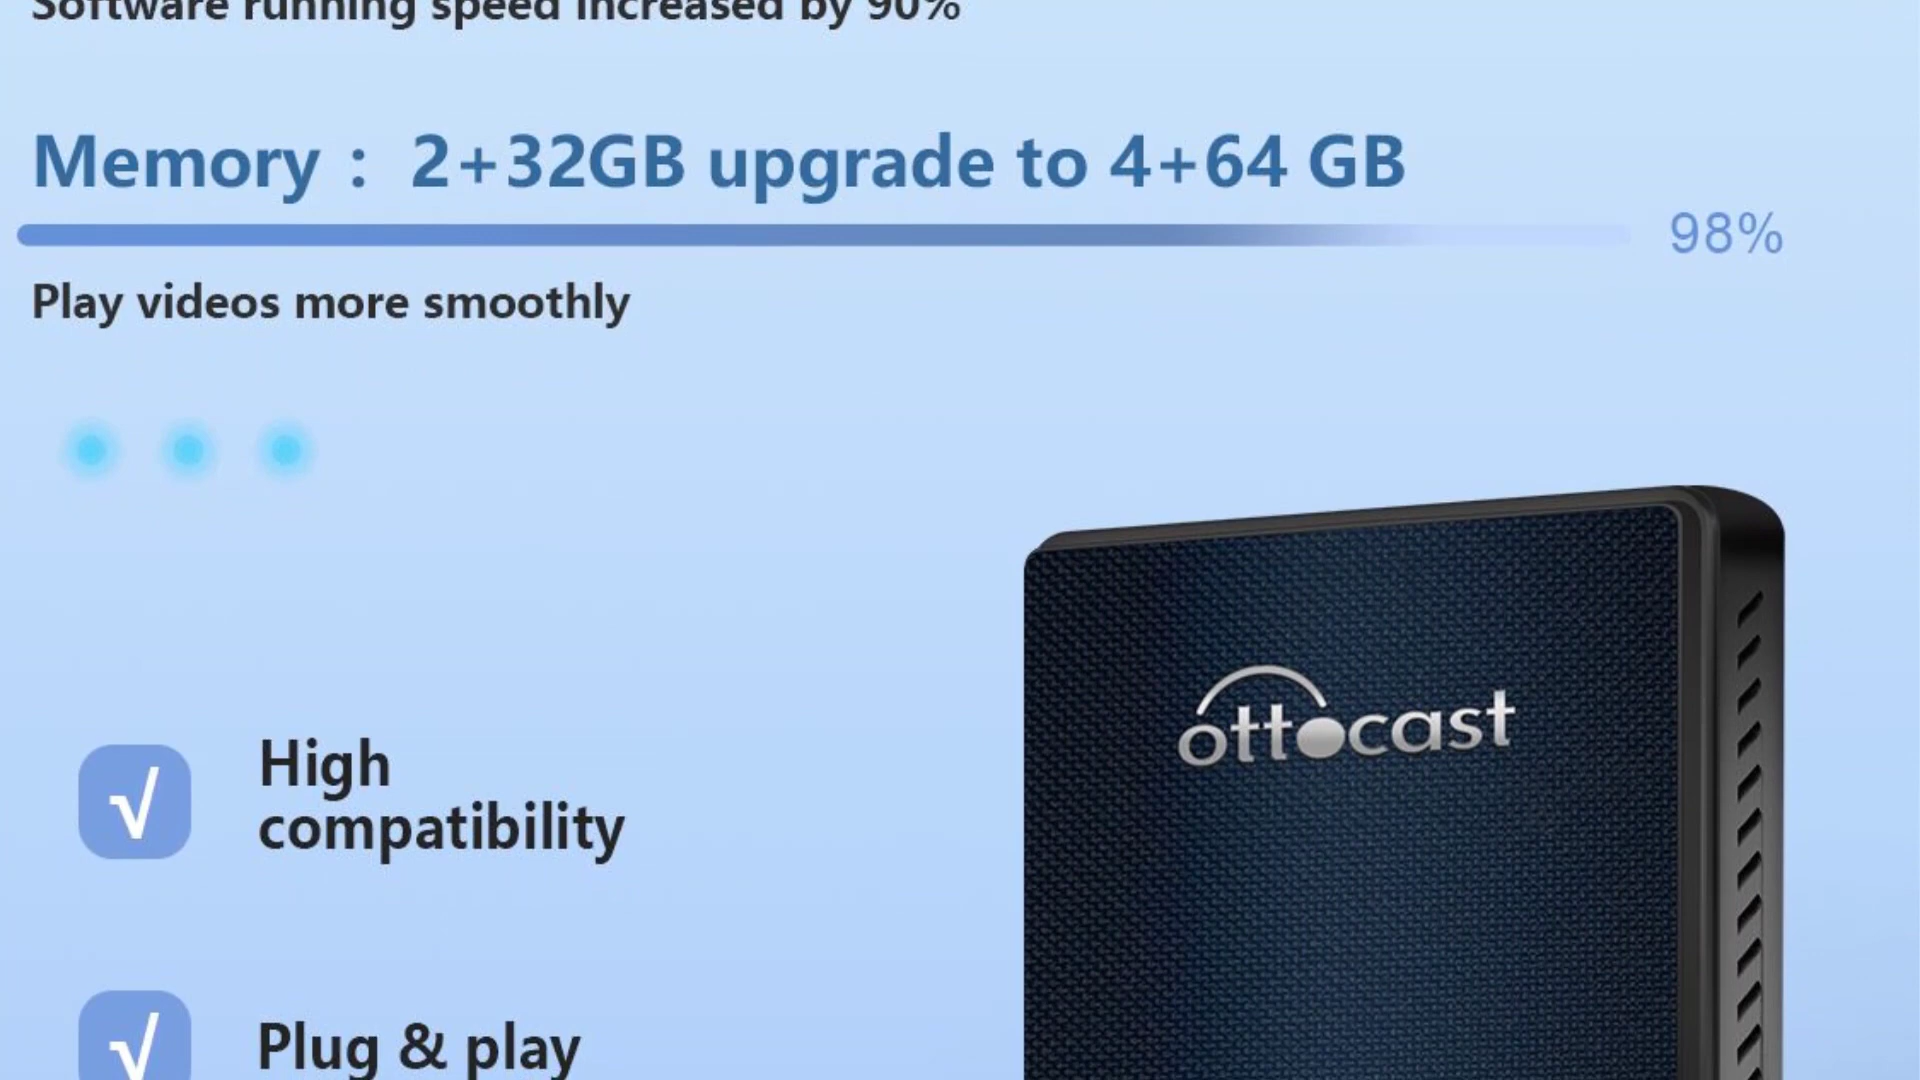 Software running speed increased by 90%
Memory： 2+32GB upgrade to 4+64 GB
98%
Play videos more smoothly
ottocast
High
compatibility
√
√
Plug & play